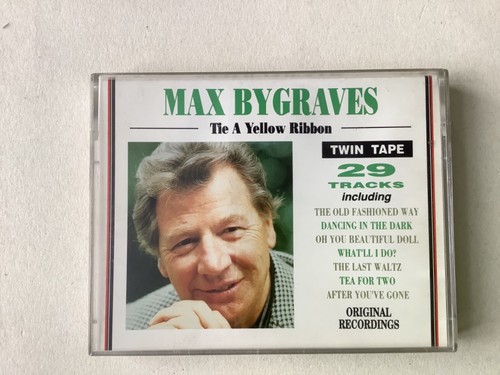 MAX BYGRAVES
Tie A Yellow Ribbon
TWIN TAPE
29
TRACKS
including
THE OLD FASHIONED WAY
DANCING IN THE DARK
OH YOU BEAUTIFUL DOLL
WHAT'LL I DO?
THE LAST WALTZ
TEA FOR TWO
AFTER YOU'VE GONE
ORIGINAL
RECORDINGS